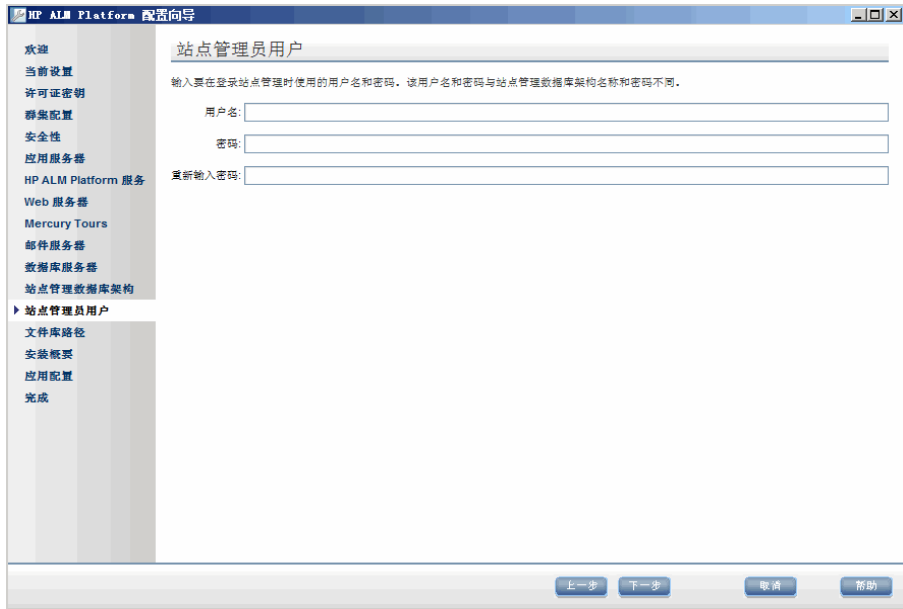 HP ALM Platform 配置向导
欢迎
当前设置
许可证密钥
群集配置
安全性
应用服务器
HP ALM Platform 服务
Web 服务器
Mercury Tours
邮件服务器
数据库服务器
站点管理数据库架构
站点管理员用户
文件库路径
安装概要
应用配置
完成
站点管理员用户
输入要在登录站点管理时使用的用户名和密码。该用户名和密码与站点管理数据库架构名称和密码不同。
用户名:
密码:
重新输入密码:
上一步
下一步
取消
帮助